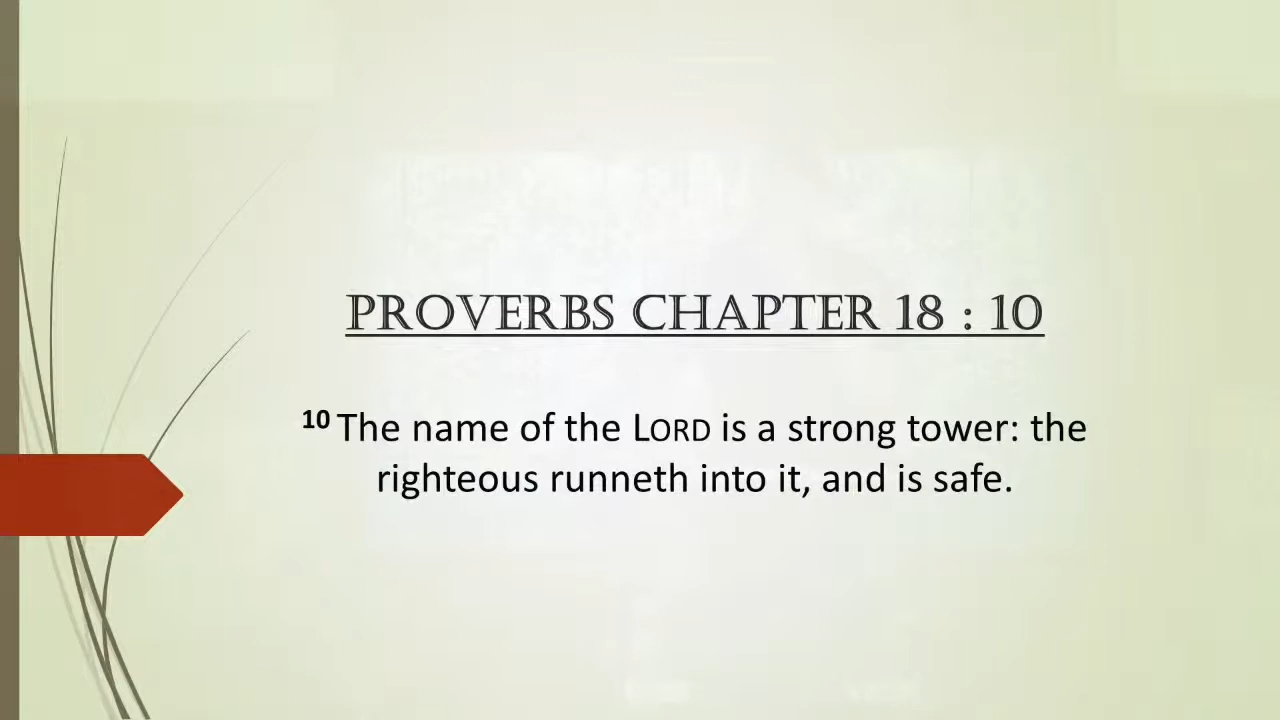 PROVERBS CHAPTER 18 : 10
10 The name of the LORD is a strong tower: the
righteous runneth into it, and is safe.